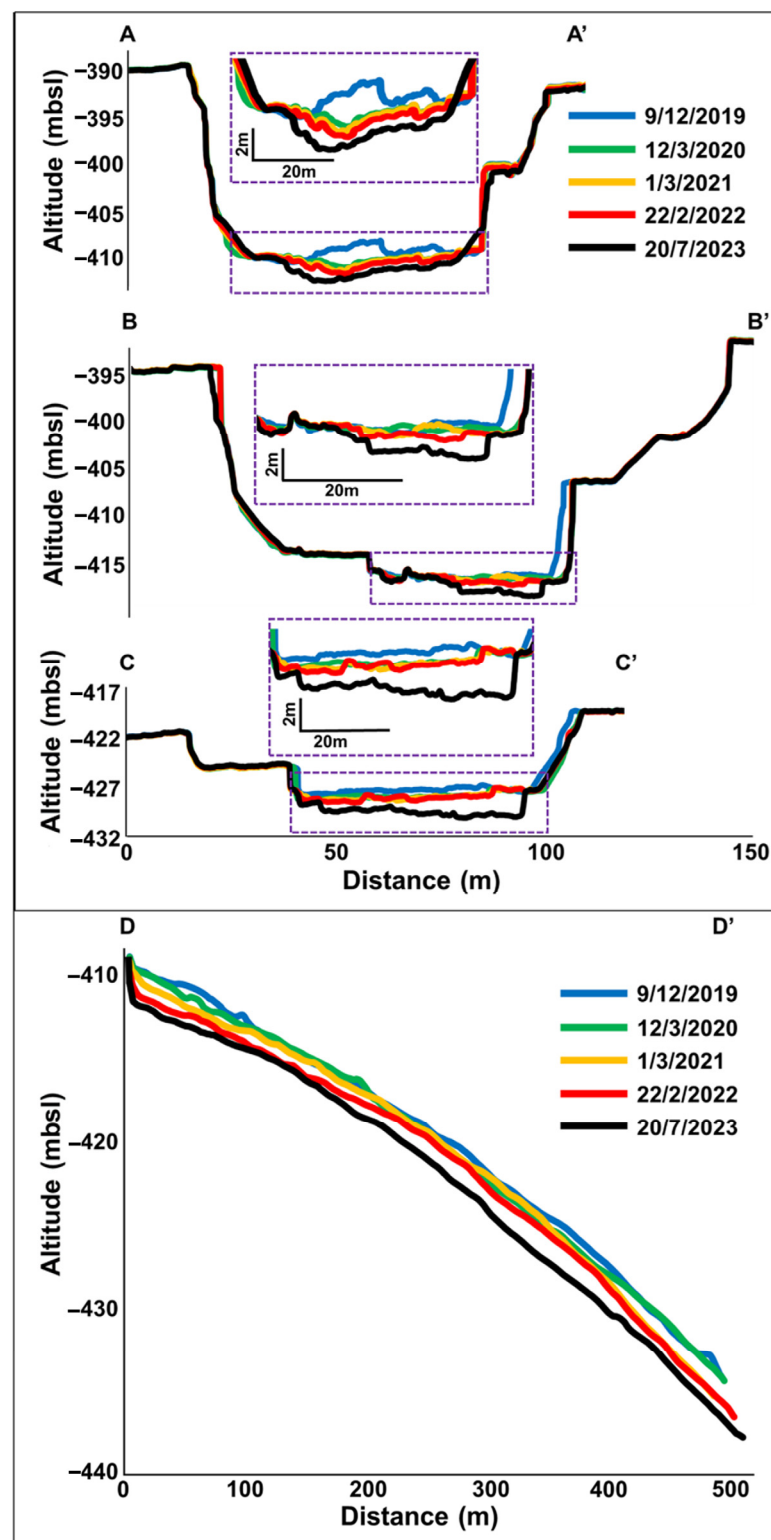 A A’
–390
–395
–400
–405
–410
Altitude (mbsl)
2m
20m
9/12/2019
12/3/2020
1/3/2021
22/2/2022
20/7/2023
B B’
–395
–400
–405
–410
–415
Altitude (mbsl)
2m
20m
C C’
–417
–422
–427
–432
Altitude (mbsl)
2m
20m
0 50 100 150
Distance (m)
D D’
–410
–420
–430
–440
Altitude (mbsl)
9/12/2019
12/3/2020
1/3/2021
22/2/2022
20/7/2023
0 100 200 300 400 500
Distance (m)